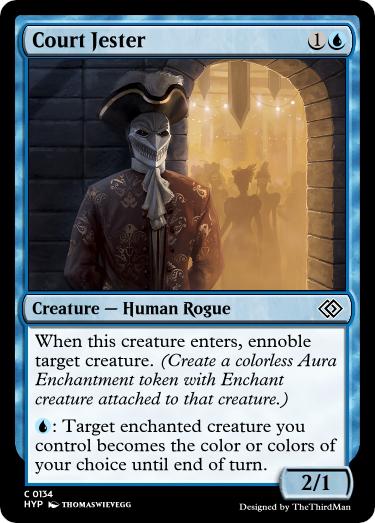 Court Jester
1
Creature — Human Rogue
When this creature enters, ennoble
target creature. (Create a colorless Aura
Enchantment token with Enchant
creature attached to that creature.)
: Target enchanted creature you
control becomes the color or colors of
your choice until end of turn.
2/1
C 0134
HYP THOMASWIEVEGG
Designed by TheThirdMan